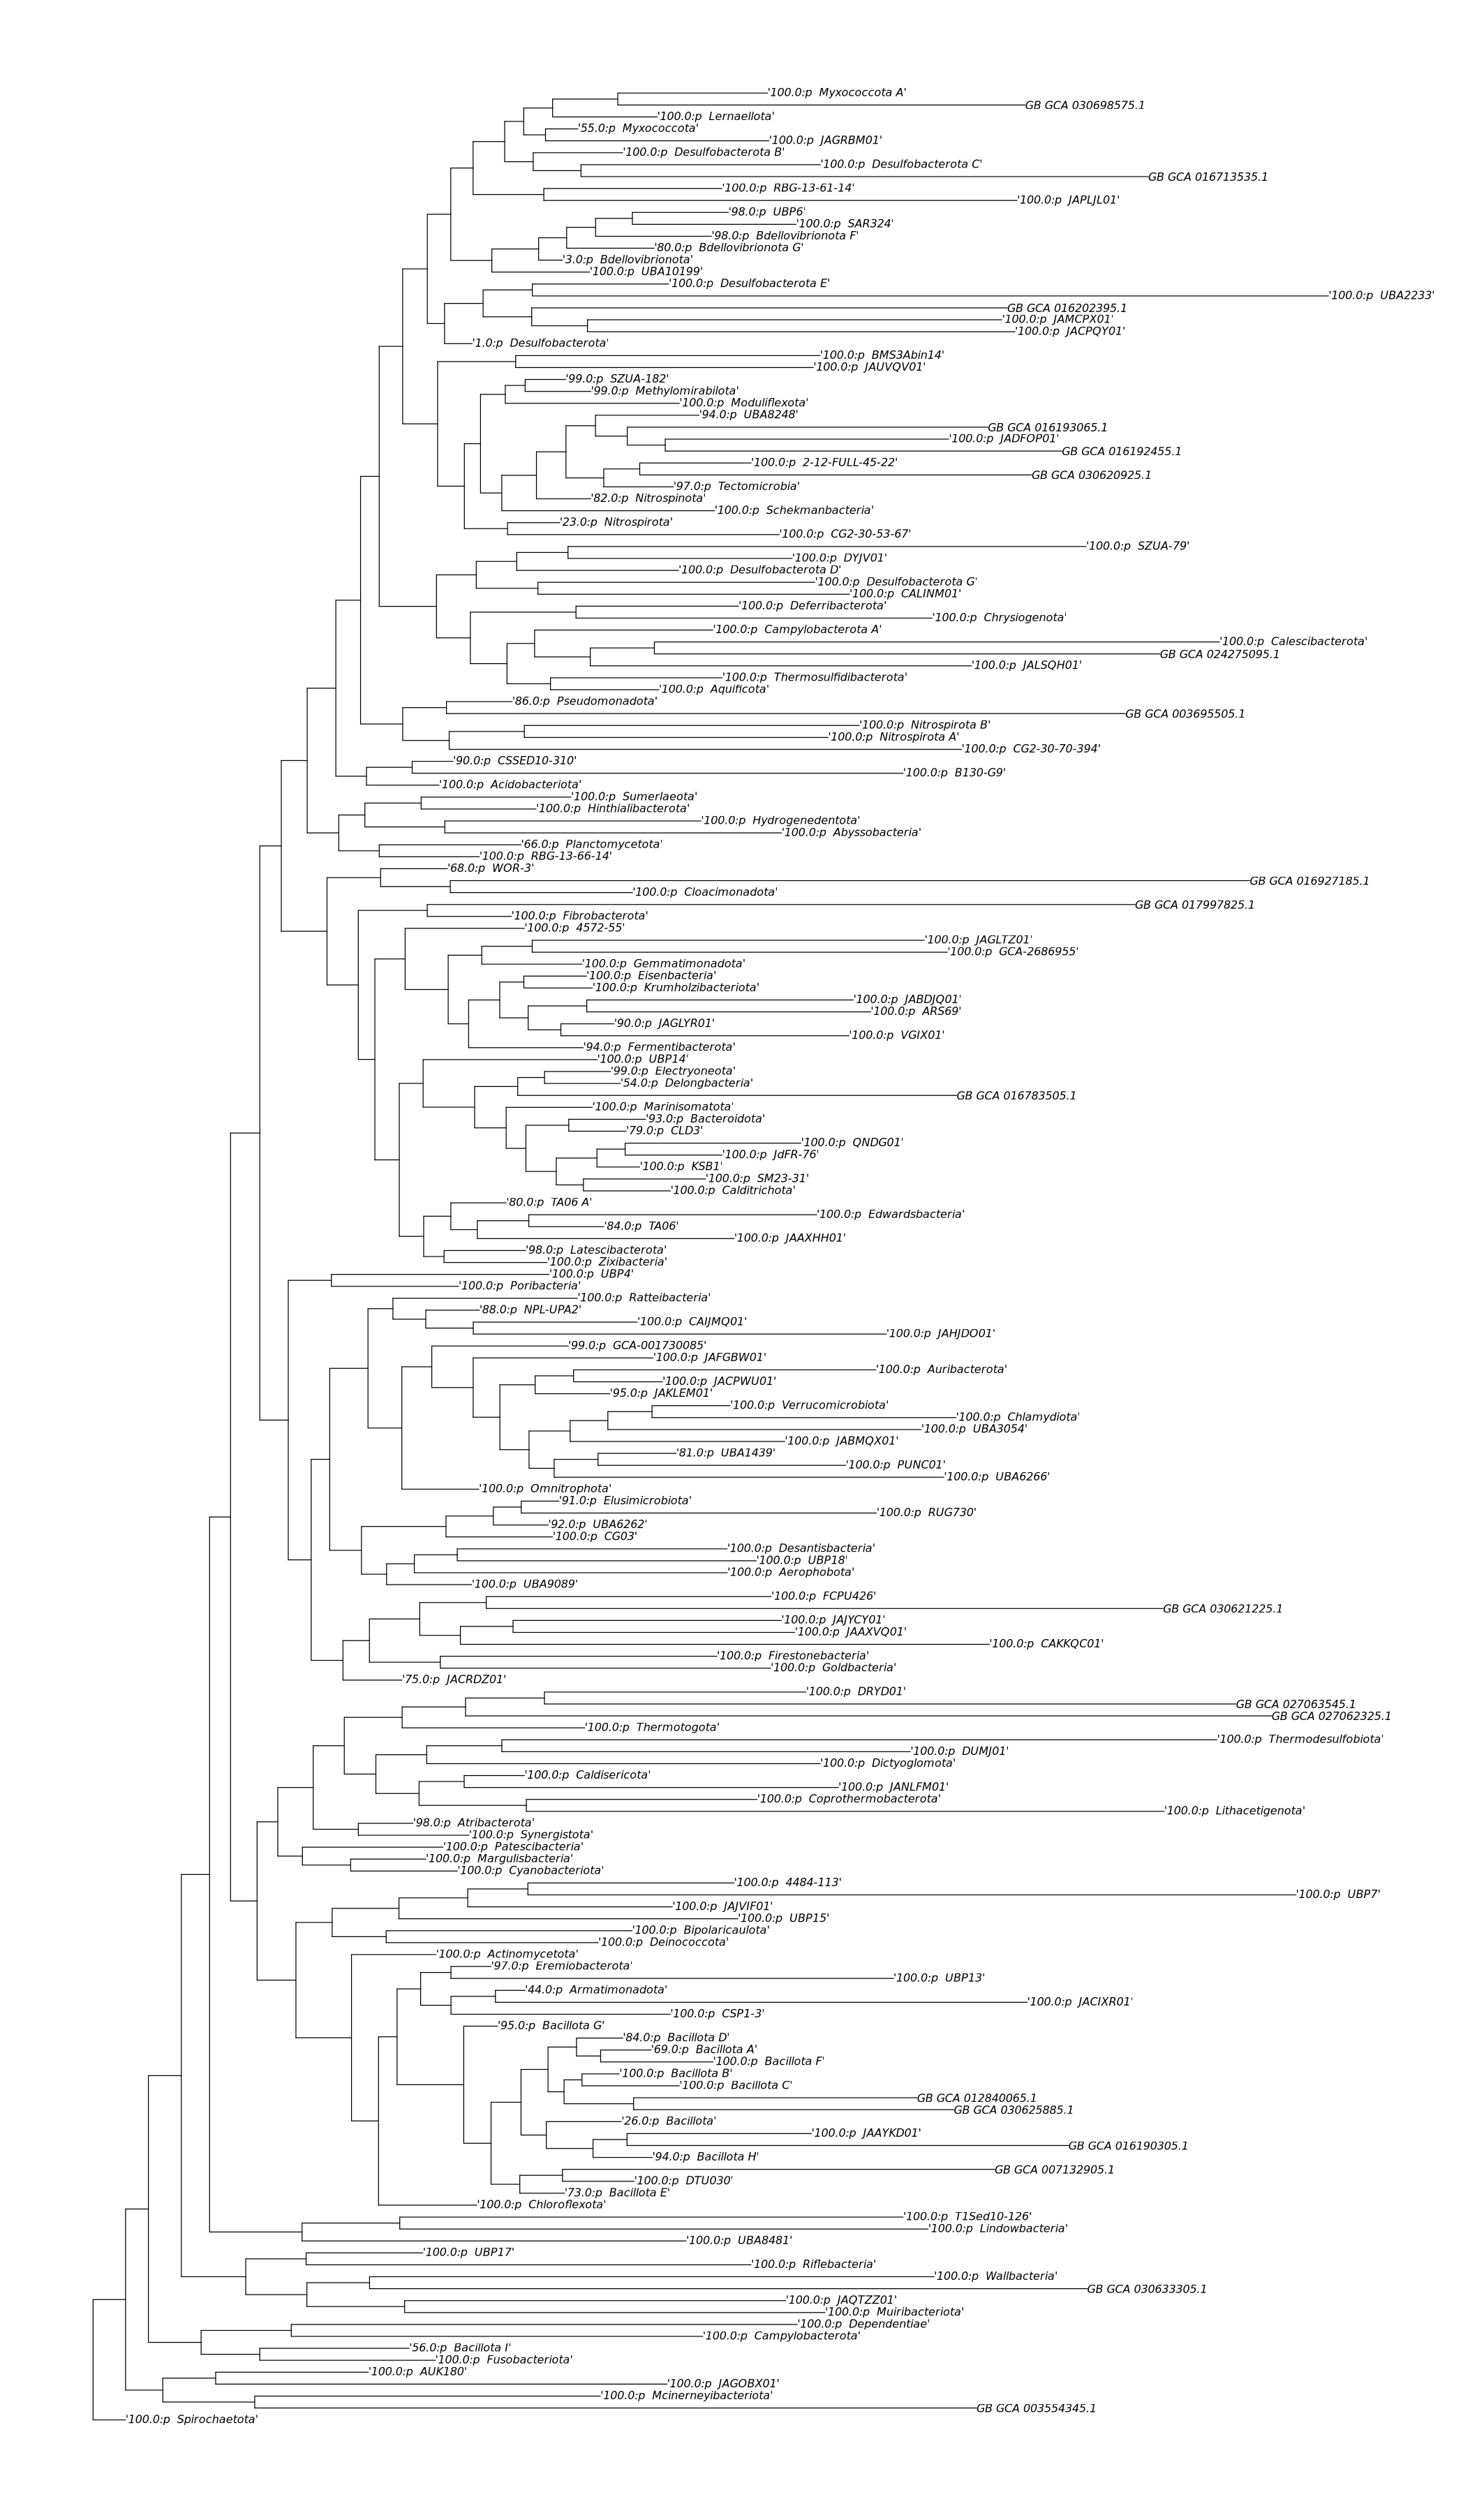 '100.0:p Myxococcota A'
GB GCA 030698575.1
'100.0:p Lernaellota'
'55.0:p Myxococcota'
'100.0:p JAGRBM01'
'100.0:p Desulfobacterota B'
'100.0:p Desulfobacterota C'
GB GCA 016713535.1
'100.0:p RBG-13-61-14'
'100.0:p JAPLJL01'
'98.0:p UBP6'
'100.0:p SAR324'
'98.0:p Bdellovibrionota F'
'80.0:p Bdellovibrionota G'
'3.0:p Bdellovibrionota'
'100.0:p UBA10199'
'100.0:p Desulfobacterota E'
'100.0:p UBA2233'
GB GCA 016202395.1
'100.0:p JAMCPX01'
'100.0:p JACPQY01'
'1.0:p Desulfobacterota'
'100.0:p BMS3Abin14'
'100.0:p JAUVQV01'
'99.0:p SZUA-182'
'99.0:p Methylomirabilota'
'100.0:p Moduliflexota'
'94.0:p UBA8248'
GB GCA 016193065.1
'100.0:p JADFOP01'
GB GCA 016192455.1
'100.0:p 2-12-FULL-45-22'
GB GCA 030620925.1
'97.0:p Tectomicrobia'
'82.0:p Nitrospinota'
'100.0:p Schekmanbacteria'
'23.0:p Nitrospirota'
'100.0:p CG2-30-53-67'
'100.0:p SZUA-79'
'100.0:p DYJV01'
'100.0:p Desulfobacterota D'
'100.0:p Desulfobacterota G'
'100.0:p CALINM01'
'100.0:p Deferribacterota'
'100.0:p Chrysiogenota'
'100.0:p Campylobacterota A'
'100.0:p Calescibacterota'
GB GCA 024275095.1
'100.0:p JALSQH01'
'100.0:p Thermosulfidibacterota'
'100.0:p Aquificota'
'86.0:p Pseudomonadota'
GB GCA 003695505.1
'100.0:p Nitrospirota B'
'100.0:p Nitrospirota A'
'100.0:p CG2-30-70-394'
'90.0:p CSSED10-310'
'100.0:p B130-G9'
'100.0:p Acidobacteriota'
'100.0:p Sumerlaeota'
'100.0:p Hinthialibacterota'
'100.0:p Hydrogenedentota'
'100.0:p Abyssobacteria'
'66.0:p Planctomycetota'
'100.0:p RBG-13-66-14'
'68.0:p WOR-3'
GB GCA 016927185.1
'100.0:p Cloacimonadota'
GB GCA 017997825.1
'100.0:p Fibrobacterota'
'100.0:p 4572-55'
'100.0:p JAGLTZ01'
'100.0:p GCA-2686955'
'100.0:p Gemmatimonadota'
'100.0:p Eisenbacteria'
'100.0:p Krumholzibacteriota'
'100.0:p JABDJQ01'
'100.0:p ARS69'
'90.0:p JAGLYR01'
'100.0:p VGIX01'
'94.0:p Fermentibacterota'
'100.0:p UBP14'
'99.0:p Electryoneota'
'54.0:p Delongbacteria'
GB GCA 016783505.1
'100.0:p Marinisomatota'
'93.0:p Bacteroidota'
'79.0:p CLD3'
'100.0:p QNDG01'
'100.0:p JdFR-76'
'100.0:p KSB1'
'100.0:p SM23-31'
'100.0:p Calditrichota'
'80.0:p TA06 A'
'100.0:p Edwardsbacteria'
'84.0:p TA06'
'100.0:p JAAXHH01'
'98.0:p Latescibacterota'
'100.0:p Zixibacteria'
'100.0:p UBP4'
'100.0:p Poribacteria'
'100.0:p Ratteibacteria'
'88.0:p NPL-UPA2'
'100.0:p CAIJMQ01'
'100.0:p JAHJDO01'
'99.0:p GCA-001730085'
'100.0:p JAFGBW01'
'100.0:p Auribacterota'
'100.0:p JACPWU01'
'95.0:p JAKLEM01'
'100.0:p Verrucomicrobiota'
'100.0:p Chlamydiota'
'100.0:p UBA3054'
'100.0:p JABMQX01'
'81.0:p UBA1439'
'100.0:p PUNC01'
'100.0:p UBA6266'
'100.0:p Omnitrophota'
'91.0:p Elusimicrobiota'
'100.0:p RUG730'
'92.0:p UBA6262'
'100.0:p CG03'
'100.0:p Desantisbacteria'
'100.0:p UBP18'
'100.0:p Aerophobota'
'100.0:p UBA9089'
'100.0:p FCPU426'
GB GCA 030621225.1
'100.0:p JAJYCY01'
'100.0:p JAAXVQ01'
'100.0:p CAKKQC01'
'100.0:p Firestonebacteria'
'100.0:p Goldbacteria'
'75.0:p JACRDZ01'
'100.0:p DRYD01'
GB GCA 027063545.1
GB GCA 027062325.1
'100.0:p Thermotogota'
'100.0:p Thermodesulfobiota'
'100.0:p DUMJ01'
'100.0:p Dictyoglomota'
'100.0:p Caldisericota'
'100.0:p JANLFM01'
'100.0:p Coprothermobacterota'
'100.0:p Lithacetigenota'
'98.0:p Atribacterota'
'100.0:p Synergistota'
'100.0:p Patescibacteria'
'100.0:p Margulisbacteria'
'100.0:p Cyanobacteriota'
'100.0:p 4484-113'
'100.0:p UBP7'
'100.0:p JAJVIF01'
'100.0:p UBP15'
'100.0:p Bipolaricaulota'
'100.0:p Deinococcota'
'100.0:p Actinomycetota'
'97.0:p Eremiobacterota'
'100.0:p UBP13'
'44.0:p Armatimonadota'
'100.0:p JACIXR01'
'100.0:p CSP1-3'
'95.0:p Bacillota G'
'84.0:p Bacillota D'
'69.0:p Bacillota A'
'100.0:p Bacillota F'
'100.0:p Bacillota B'
'100.0:p Bacillota C'
GB GCA 012840065.1
GB GCA 030625885.1
'26.0:p Bacillota'
'100.0:p JAAYKD01'
GB GCA 016190305.1
'94.0:p Bacillota H'
GB GCA 007132905.1
'100.0:p DTU030'
'73.0:p Bacillota E'
'100.0:p Chloroflexota'
'100.0:p T1Sed10-126'
'100.0:p Lindowbacteria'
'100.0:p UBA8481'
'100.0:p UBP17'
'100.0:p Riflebacteria'
'100.0:p Wallbacteria'
GB GCA 030633305.1
'100.0:p JAQTZZ01'
'100.0:p Muiribacteriota'
'100.0:p Dependentiae'
'100.0:p Campylobacterota'
'56.0:p Bacillota I'
'100.0:p Fusobacteriota'
'100.0:p AUK180'
'100.0:p JAGOBX01'
'100.0:p Mcinerneyibacteriota'
GB GCA 003554345.1
'100.0:p Spirochaetota'